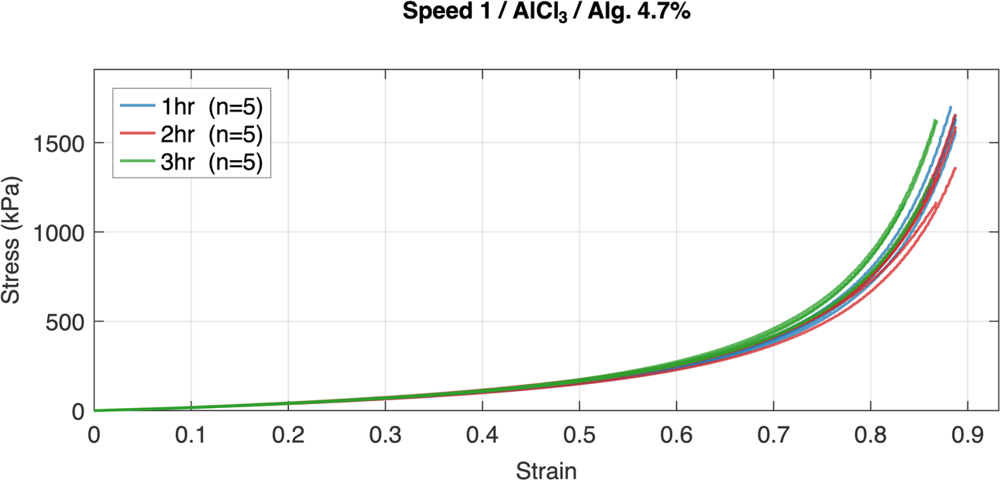 Speed 1 / AlCl₃ / Alg. 4.7%
1hr (n=5)
2hr (n=5)
3hr (n=5)
Stress (kPa)
1500
1000
500
0
0 0.1 0.2 0.3 0.4 0.5 0.6 0.7 0.8 0.9
Strain